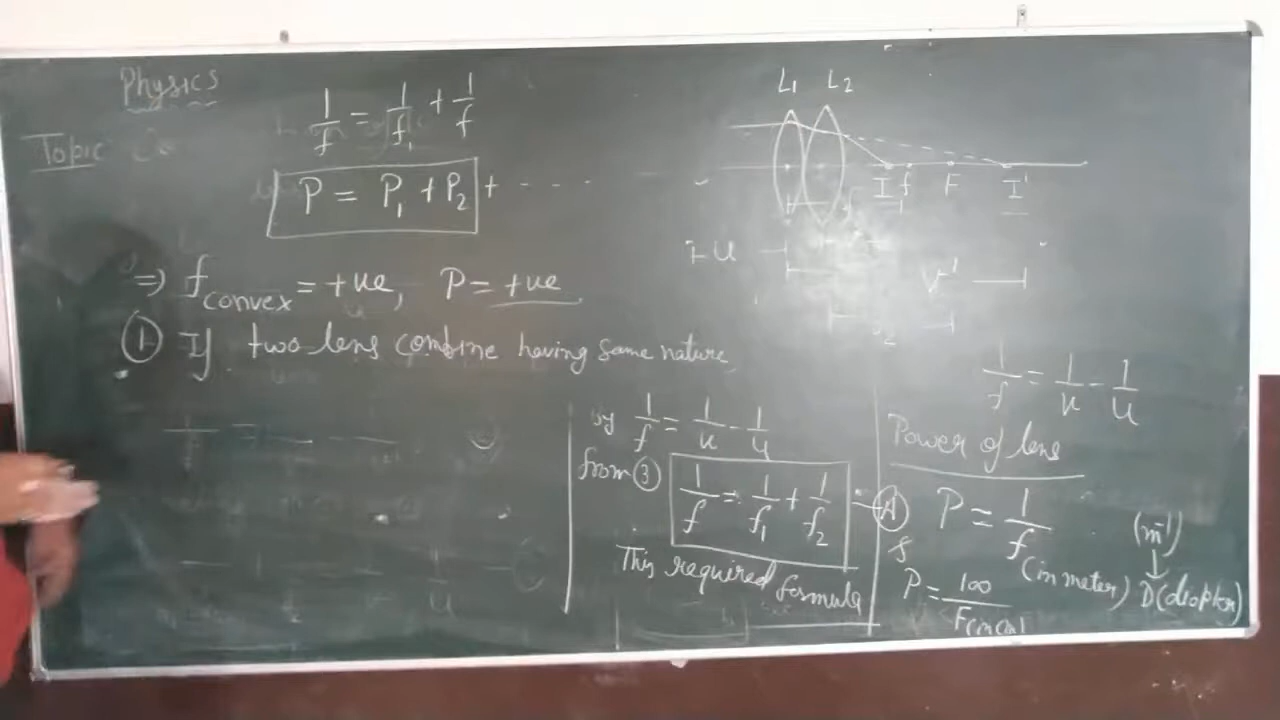 Physics
Topic
1/f = 1/f₁ + 1/f
P = P₁ + P₂ + - - - -
⇒ f convex = +ve, P = +ve
① If two lens combine having same nature,
L₁ L₂
I f₁ F I'
-u
v'
1/f = 1/v - 1/u
by 1/f = 1/v - 1/u
from ③ 1/f = 1/f₁ + 1/f₂ - Ⓐ
This required formula
Power of lens
P = 1/f (in meter)
(m⁻¹)
↓
D (diopter)
P = 100/F(in cm)